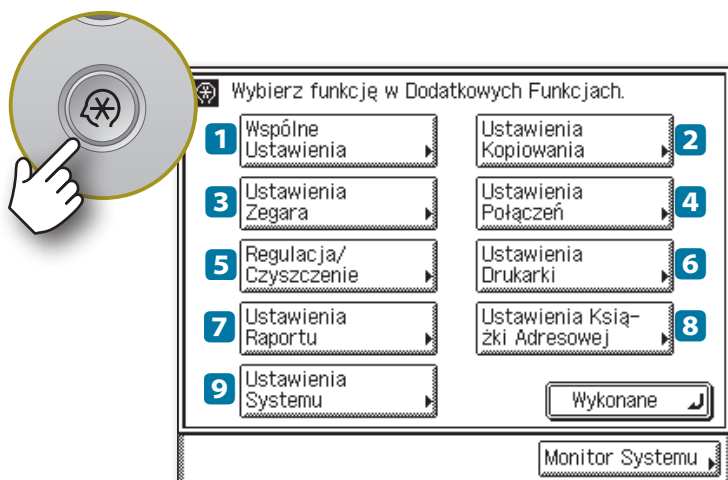 Wybierz funkcję w Dodatkowych Funkcjach.
1 Wspólne
Ustawienia
Ustawienia 2
Kopiowania
3 Ustawienia
Zegara
Ustawienia 4
Połączeń
5 Regulacja/
Czyszczenie
Ustawienia 6
Drukarki
7 Ustawienia
Raportu
Ustawienia Ksią- 8
żki Adresowej
9 Ustawienia
Systemu
Wykonane
Monitor Systemu